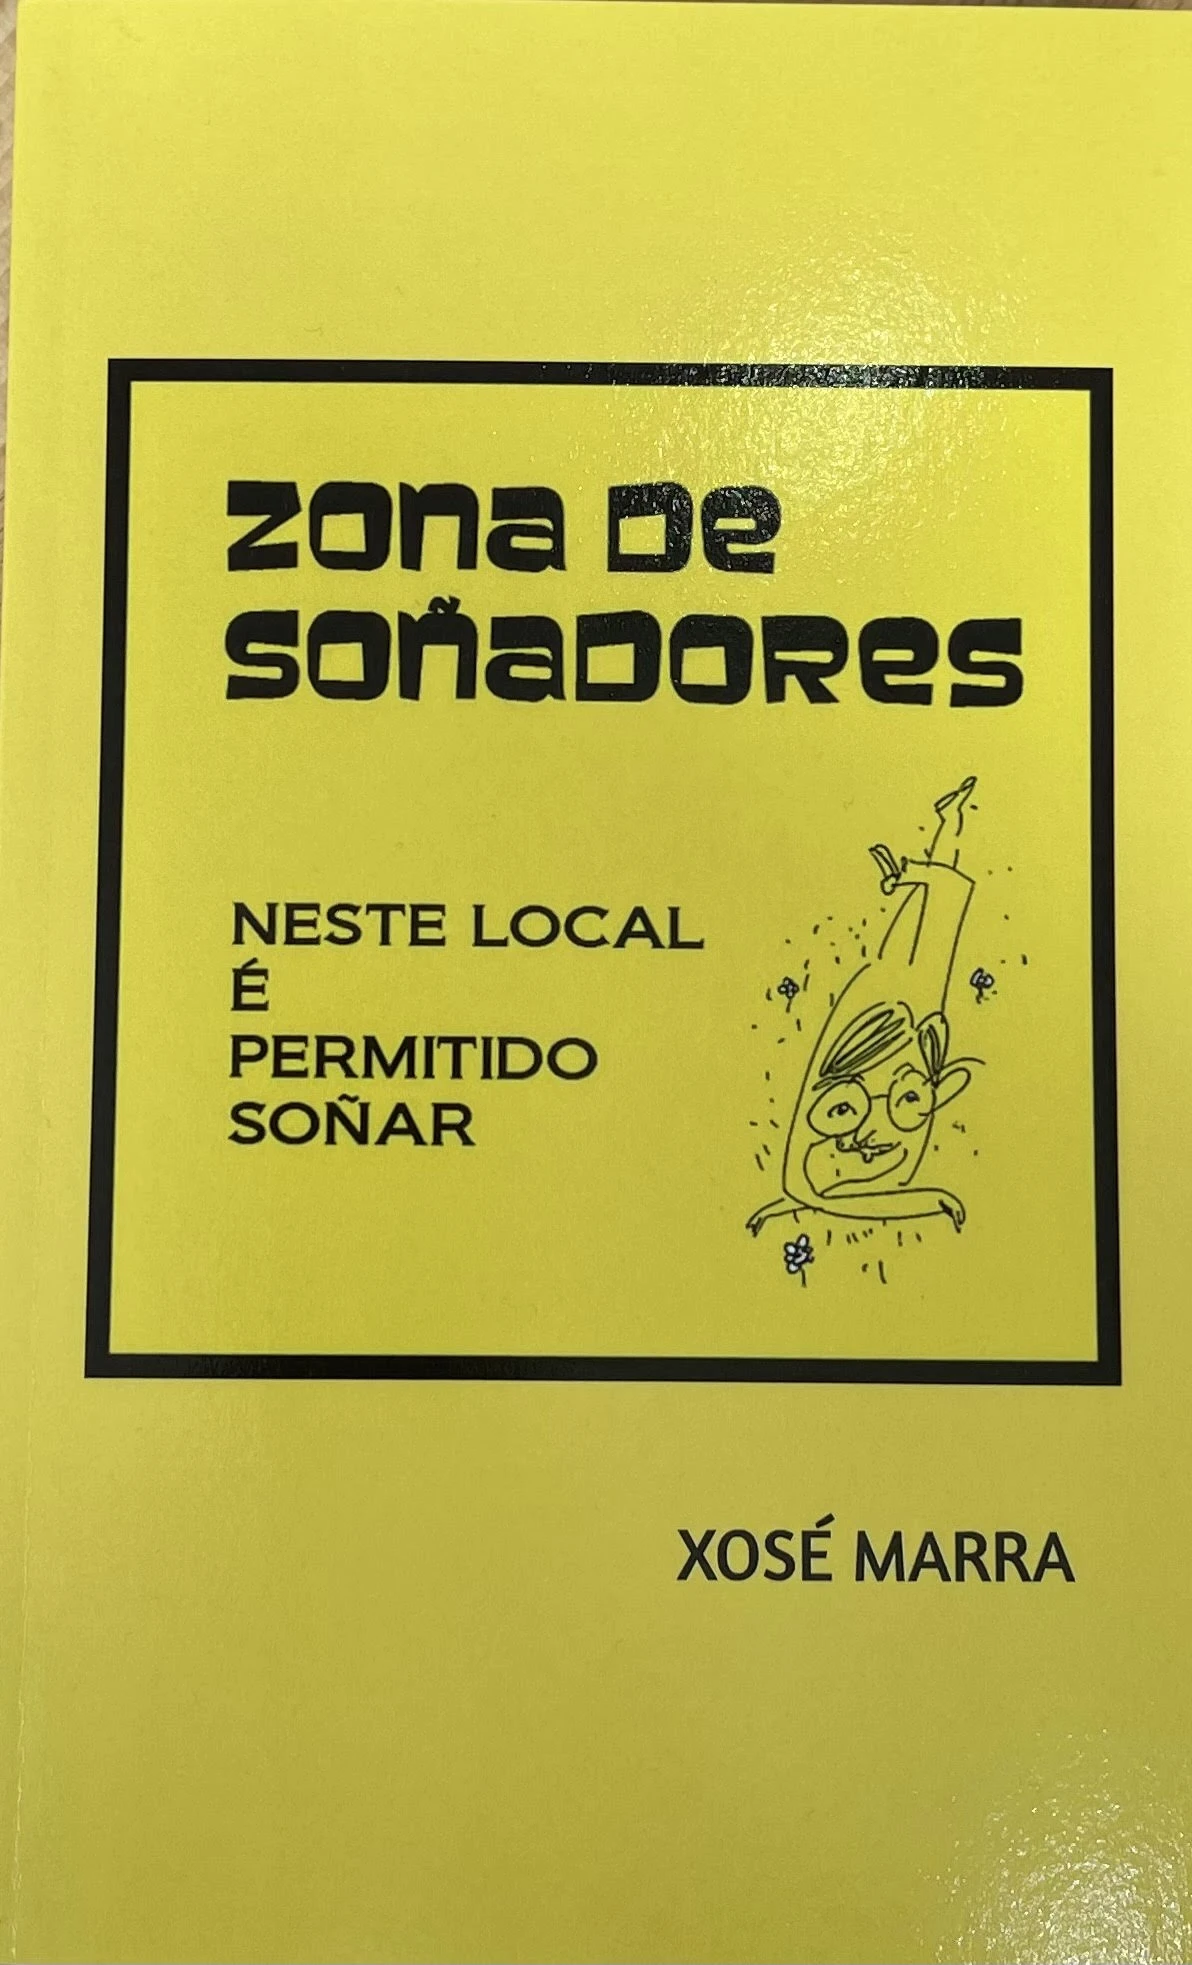 ZONA DE
SOÑADORES
NESTE LOCAL
É
PERMITIDO
SOÑAR
XOSÉ MARRA